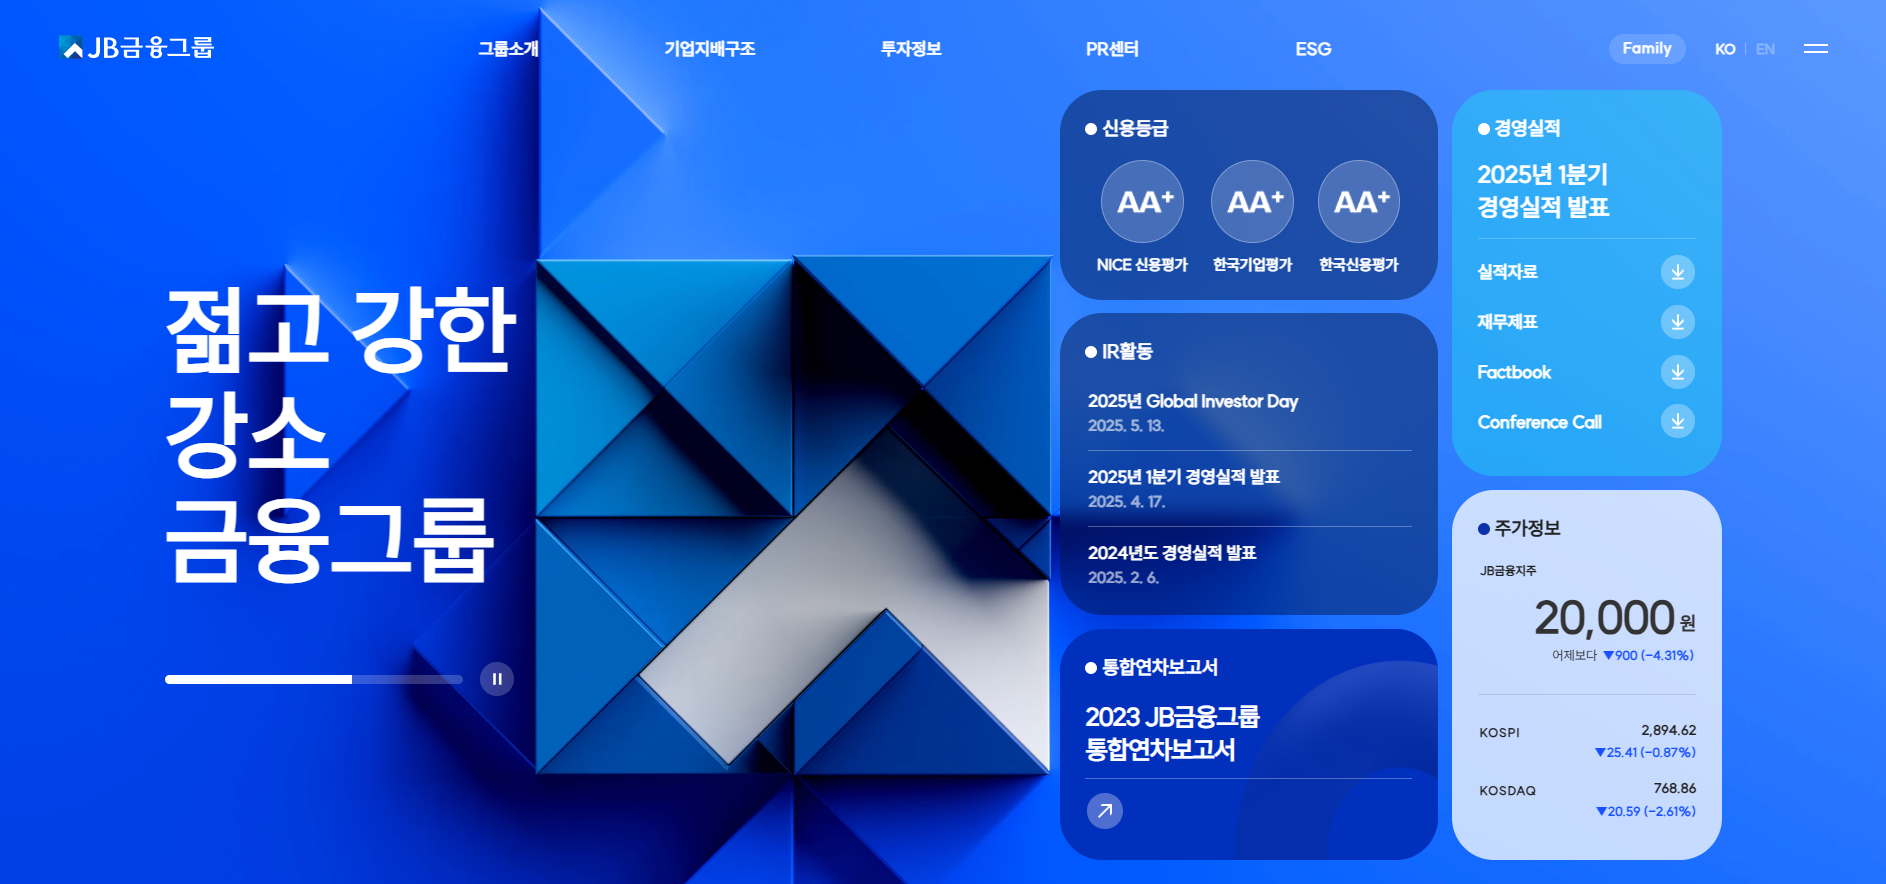 JB금융그룹
그룹소개
기업지배구조
투자정보
PR센터
ESG
Family
KO
EN
젊고 강한
강소
금융그룹
신용등급
AA+
AA+
AA+
NICE 신용평가
한국기업평가
한국신용평가
IR활동
2025년 Global Investor Day
2025. 5. 13.
2025년 1분기 경영실적 발표
2025. 4. 17.
2024년도 경영실적 발표
2025. 2. 6.
통합연차보고서
2023 JB금융그룹
통합연차보고서
경영실적
2025년 1분기
경영실적 발표
실적자료
재무제표
Factbook
Conference Call
주가정보
JB금융지주
20,000 원
어제보다 ▼900 (-4.31%)
KOSPI
2,894.62
▼25.41 (-0.87%)
KOSDAQ
768.86
▼20.59 (-2.61%)